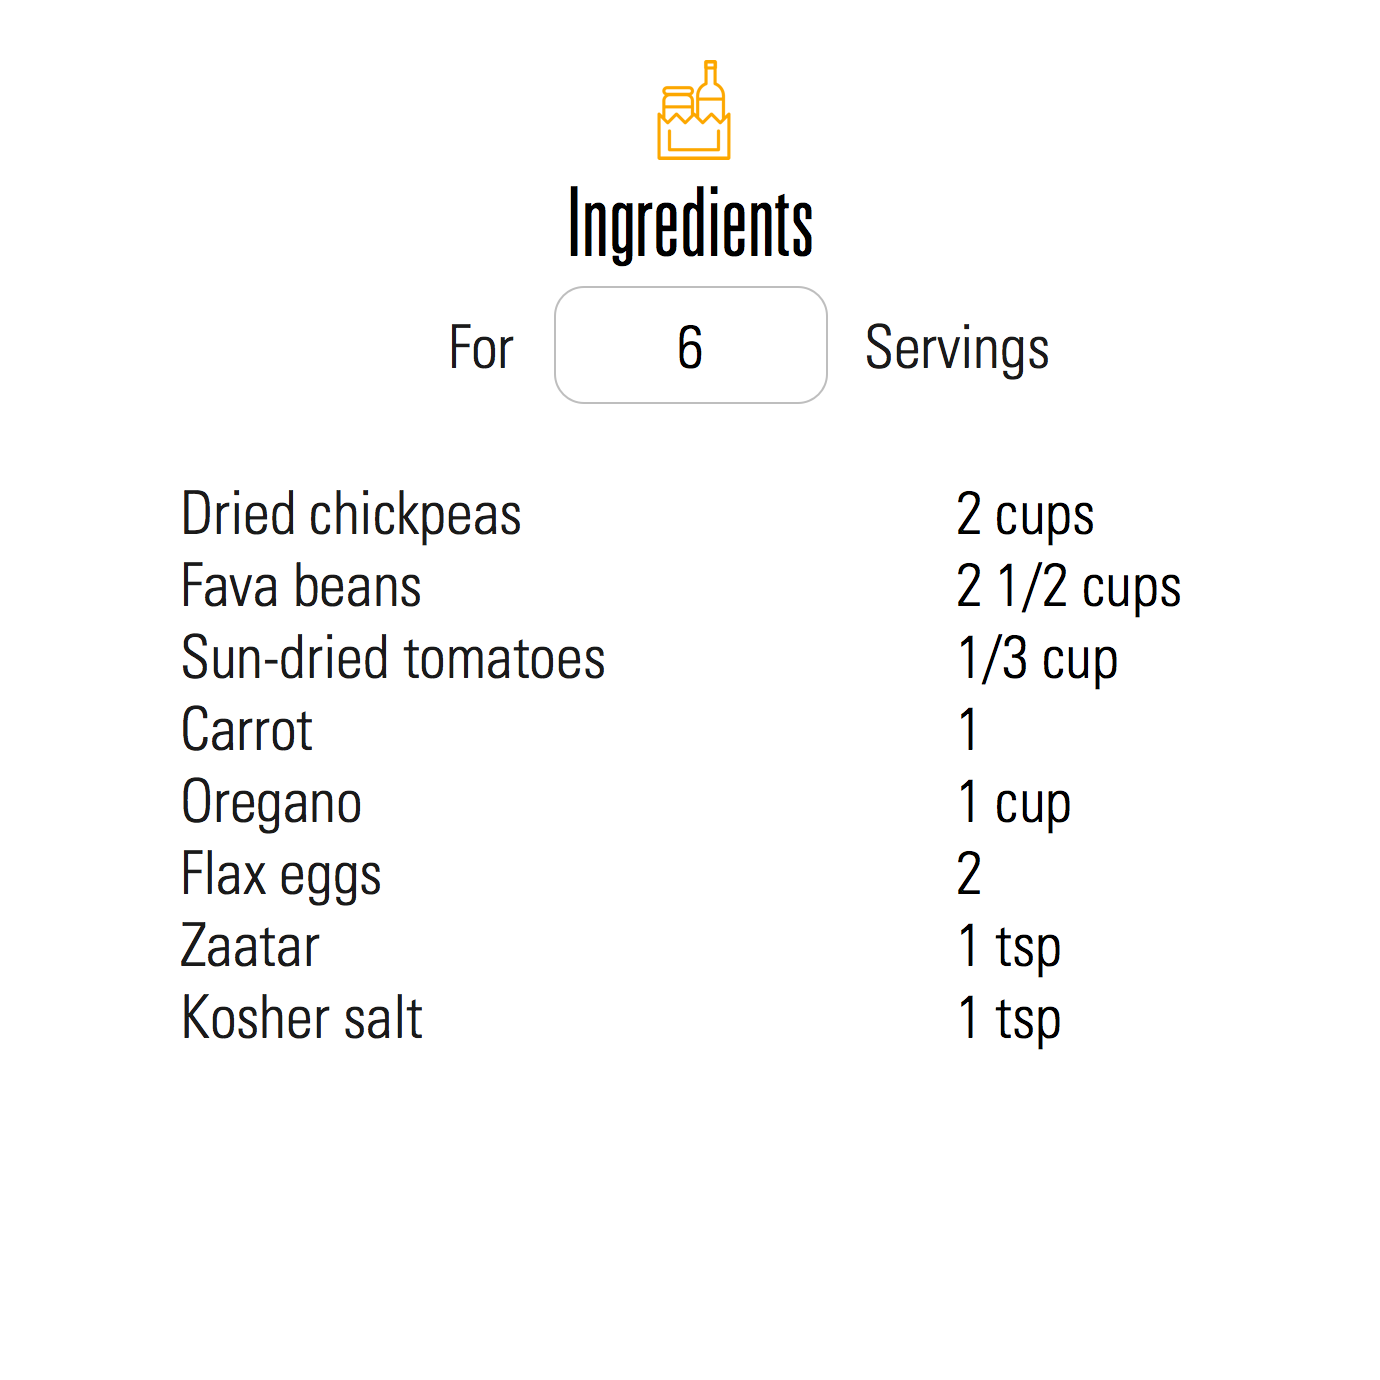 Ingredients
For 6 Servings
Dried chickpeas 2 cups
Fava beans 2 1/2 cups
Sun-dried tomatoes 1/3 cup
Carrot 1
Oregano 1 cup
Flax eggs 2
Zaatar 1 tsp
Kosher salt 1 tsp